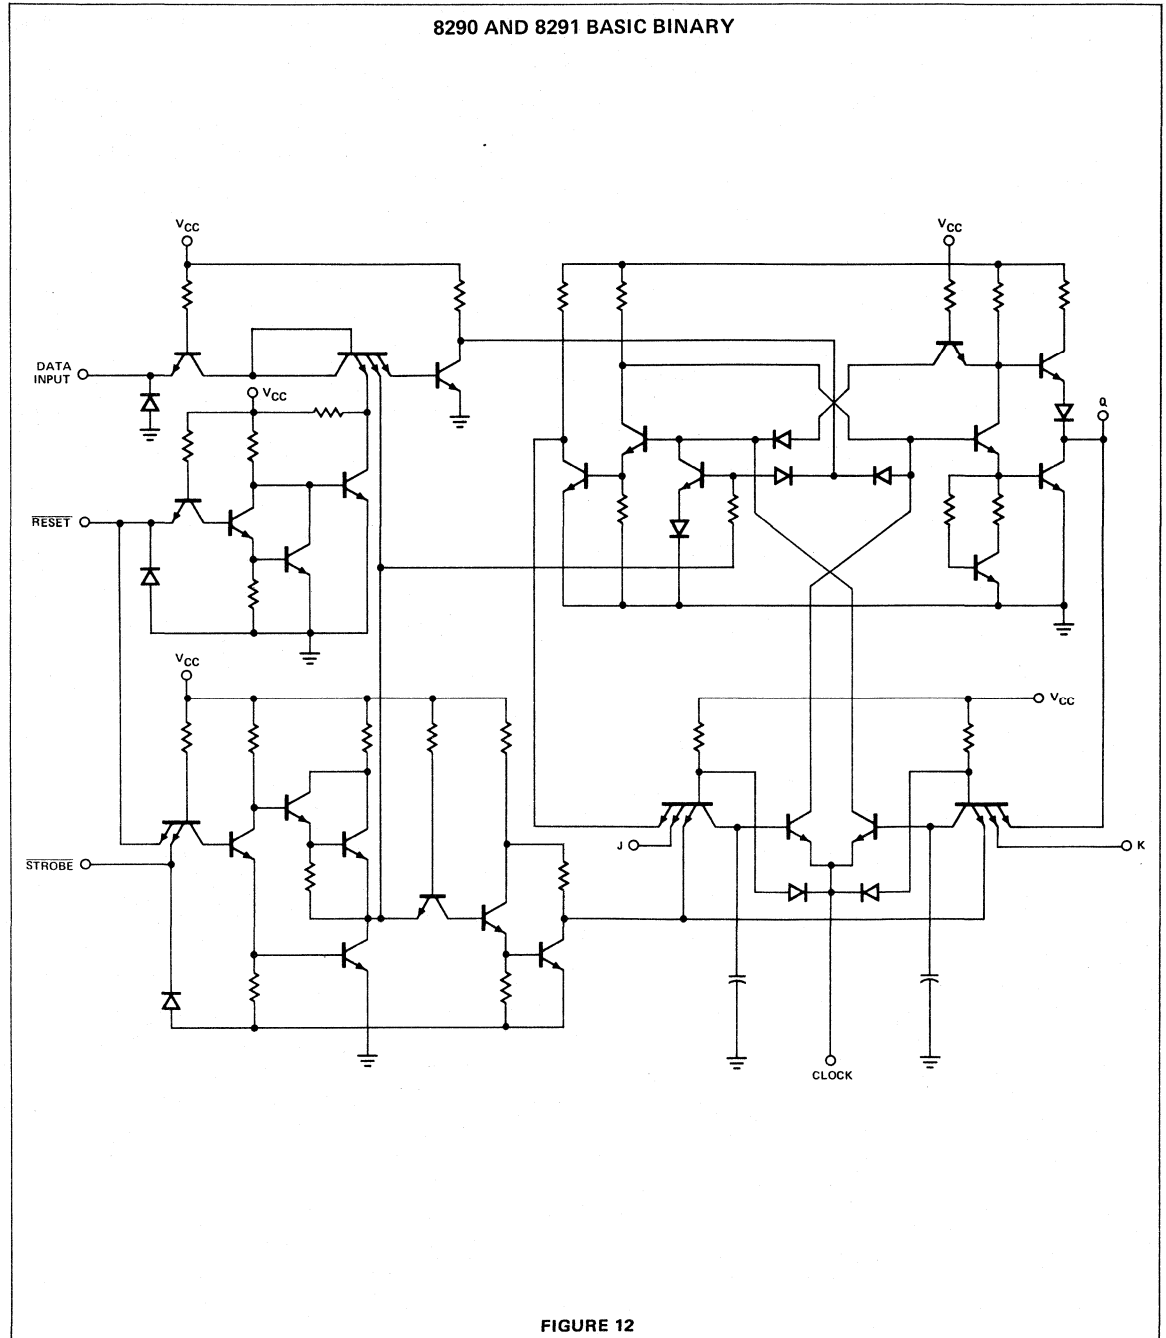 8290 AND 8291 BASIC BINARY
VCC
VCC
DATA
INPUT
VCC
Q
RESET
VCC
VCC
J
K
STROBE
CLOCK
FIGURE 12